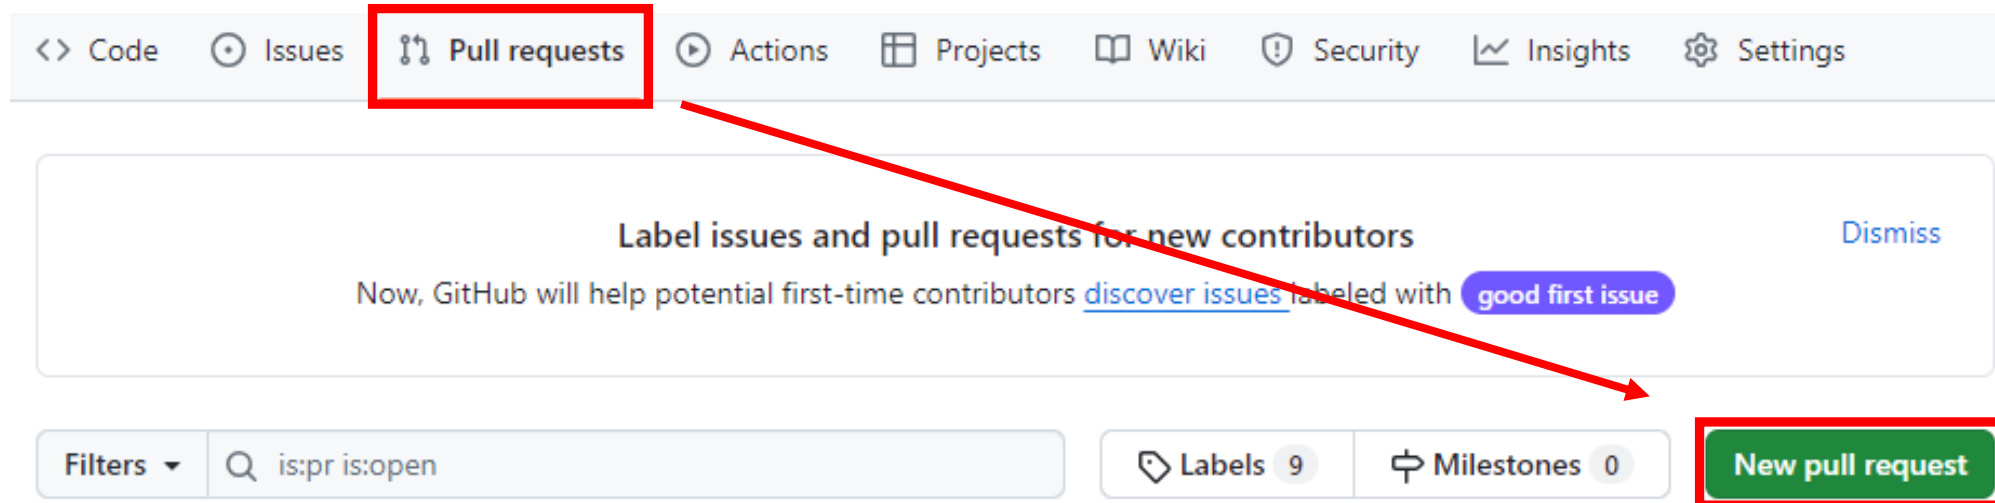 <> Code Issues Pull requests Actions Projects Wiki Security Insights Settings
Label issues and pull requests for new contributors
Dismiss
Now, GitHub will help potential first-time contributors discover issues labeled with good first issue
Filters is:pr is:open Labels 9 Milestones 0 New pull request